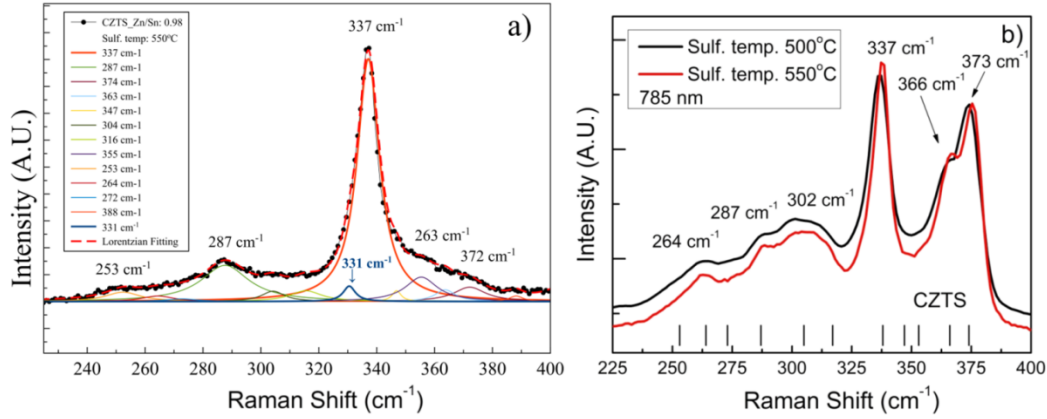 a)
CZTS_Zn/Sn: 0.98
Sulf. temp: 550°C
337 cm-1
287 cm-1
374 cm-1
363 cm-1
347 cm-1
304 cm-1
316 cm-1
355 cm-1
253 cm-1
264 cm-1
272 cm-1
388 cm-1
331 cm⁻¹
Lorentzian Fitting
337 cm⁻¹
287 cm⁻¹
253 cm⁻¹
331 cm⁻¹
263 cm⁻¹
372 cm⁻¹
Intensity (A.U.)
240 260 280 300 320 340 360 380 400
Raman Shift (cm⁻¹)
b)
Sulf. temp. 500°C
Sulf. temp. 550°C
785 nm
337 cm⁻¹
366 cm⁻¹
373 cm⁻¹
264 cm⁻¹
287 cm⁻¹
302 cm⁻¹
CZTS
Intensity (A.U.)
225 250 275 300 325 350 375 400
Raman Shift (cm⁻¹)